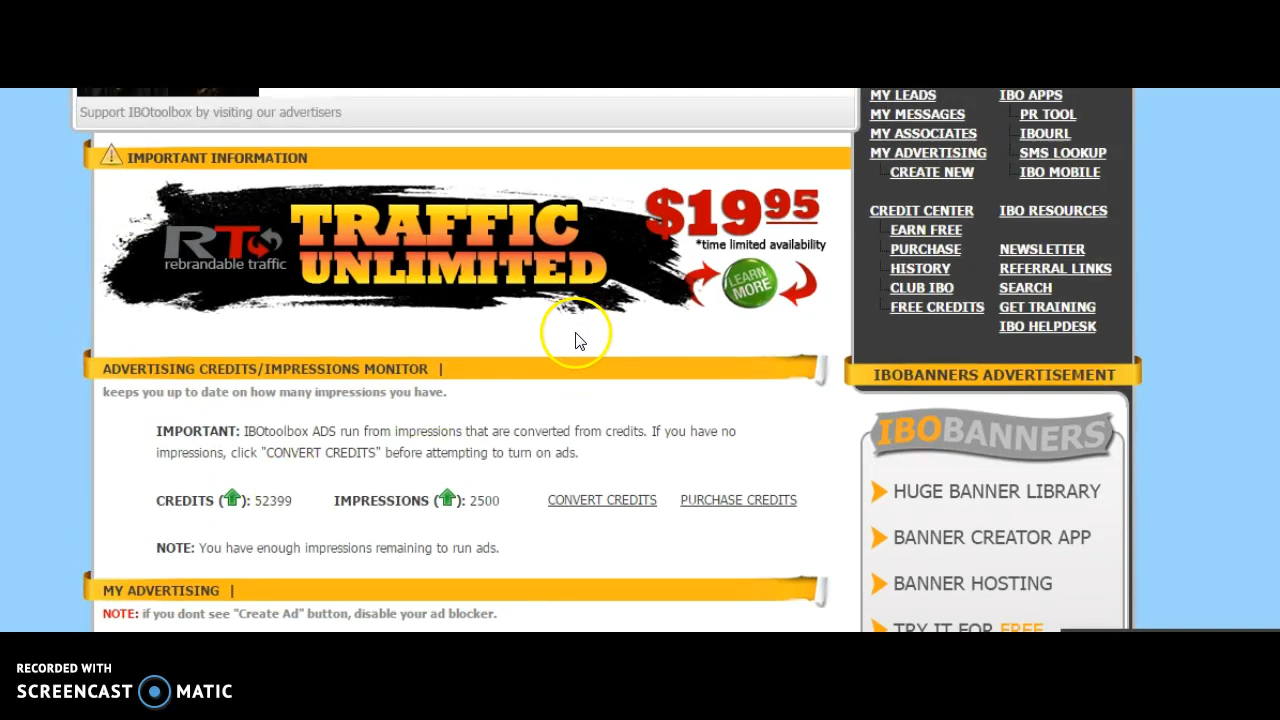 Support IBOtoolbox by visiting our advertisers
IMPORTANT INFORMATION
RT
rebrandable traffic
TRAFFIC
UNLIMITED
$19.95
*time limited availability
LEARN
MORE
ADVERTISING CREDITS/IMPRESSIONS MONITOR |
keeps you up to date on how many impressions you have.
IMPORTANT: IBOtoolbox ADS run from impressions that are converted from credits. If you have no
impressions, click "CONVERT CREDITS" before attempting to turn on ads.
CREDITS ( ): 52399 IMPRESSIONS ( ): 2500 CONVERT CREDITS PURCHASE CREDITS
NOTE: You have enough impressions remaining to run ads.
MY ADVERTISING |
NOTE: if you dont see "Create Ad" button, disable your ad blocker.
MY LEADS
MY MESSAGES
MY ASSOCIATES
MY ADVERTISING
CREATE NEW
CREDIT CENTER
EARN FREE
PURCHASE
HISTORY
CLUB IBO
FREE CREDITS
IBO APPS
PR TOOL
IBOURL
SMS LOOKUP
IBO MOBILE
IBO RESOURCES
NEWSLETTER
REFERRAL LINKS
SEARCH
GET TRAINING
IBO HELPDESK
IBOBANNERS ADVERTISEMENT
IBOBANNERS
HUGE BANNER LIBRARY
BANNER CREATOR APP
BANNER HOSTING
TRY IT FOR FREE
RECORDED WITH
SCREENCAST MATIC